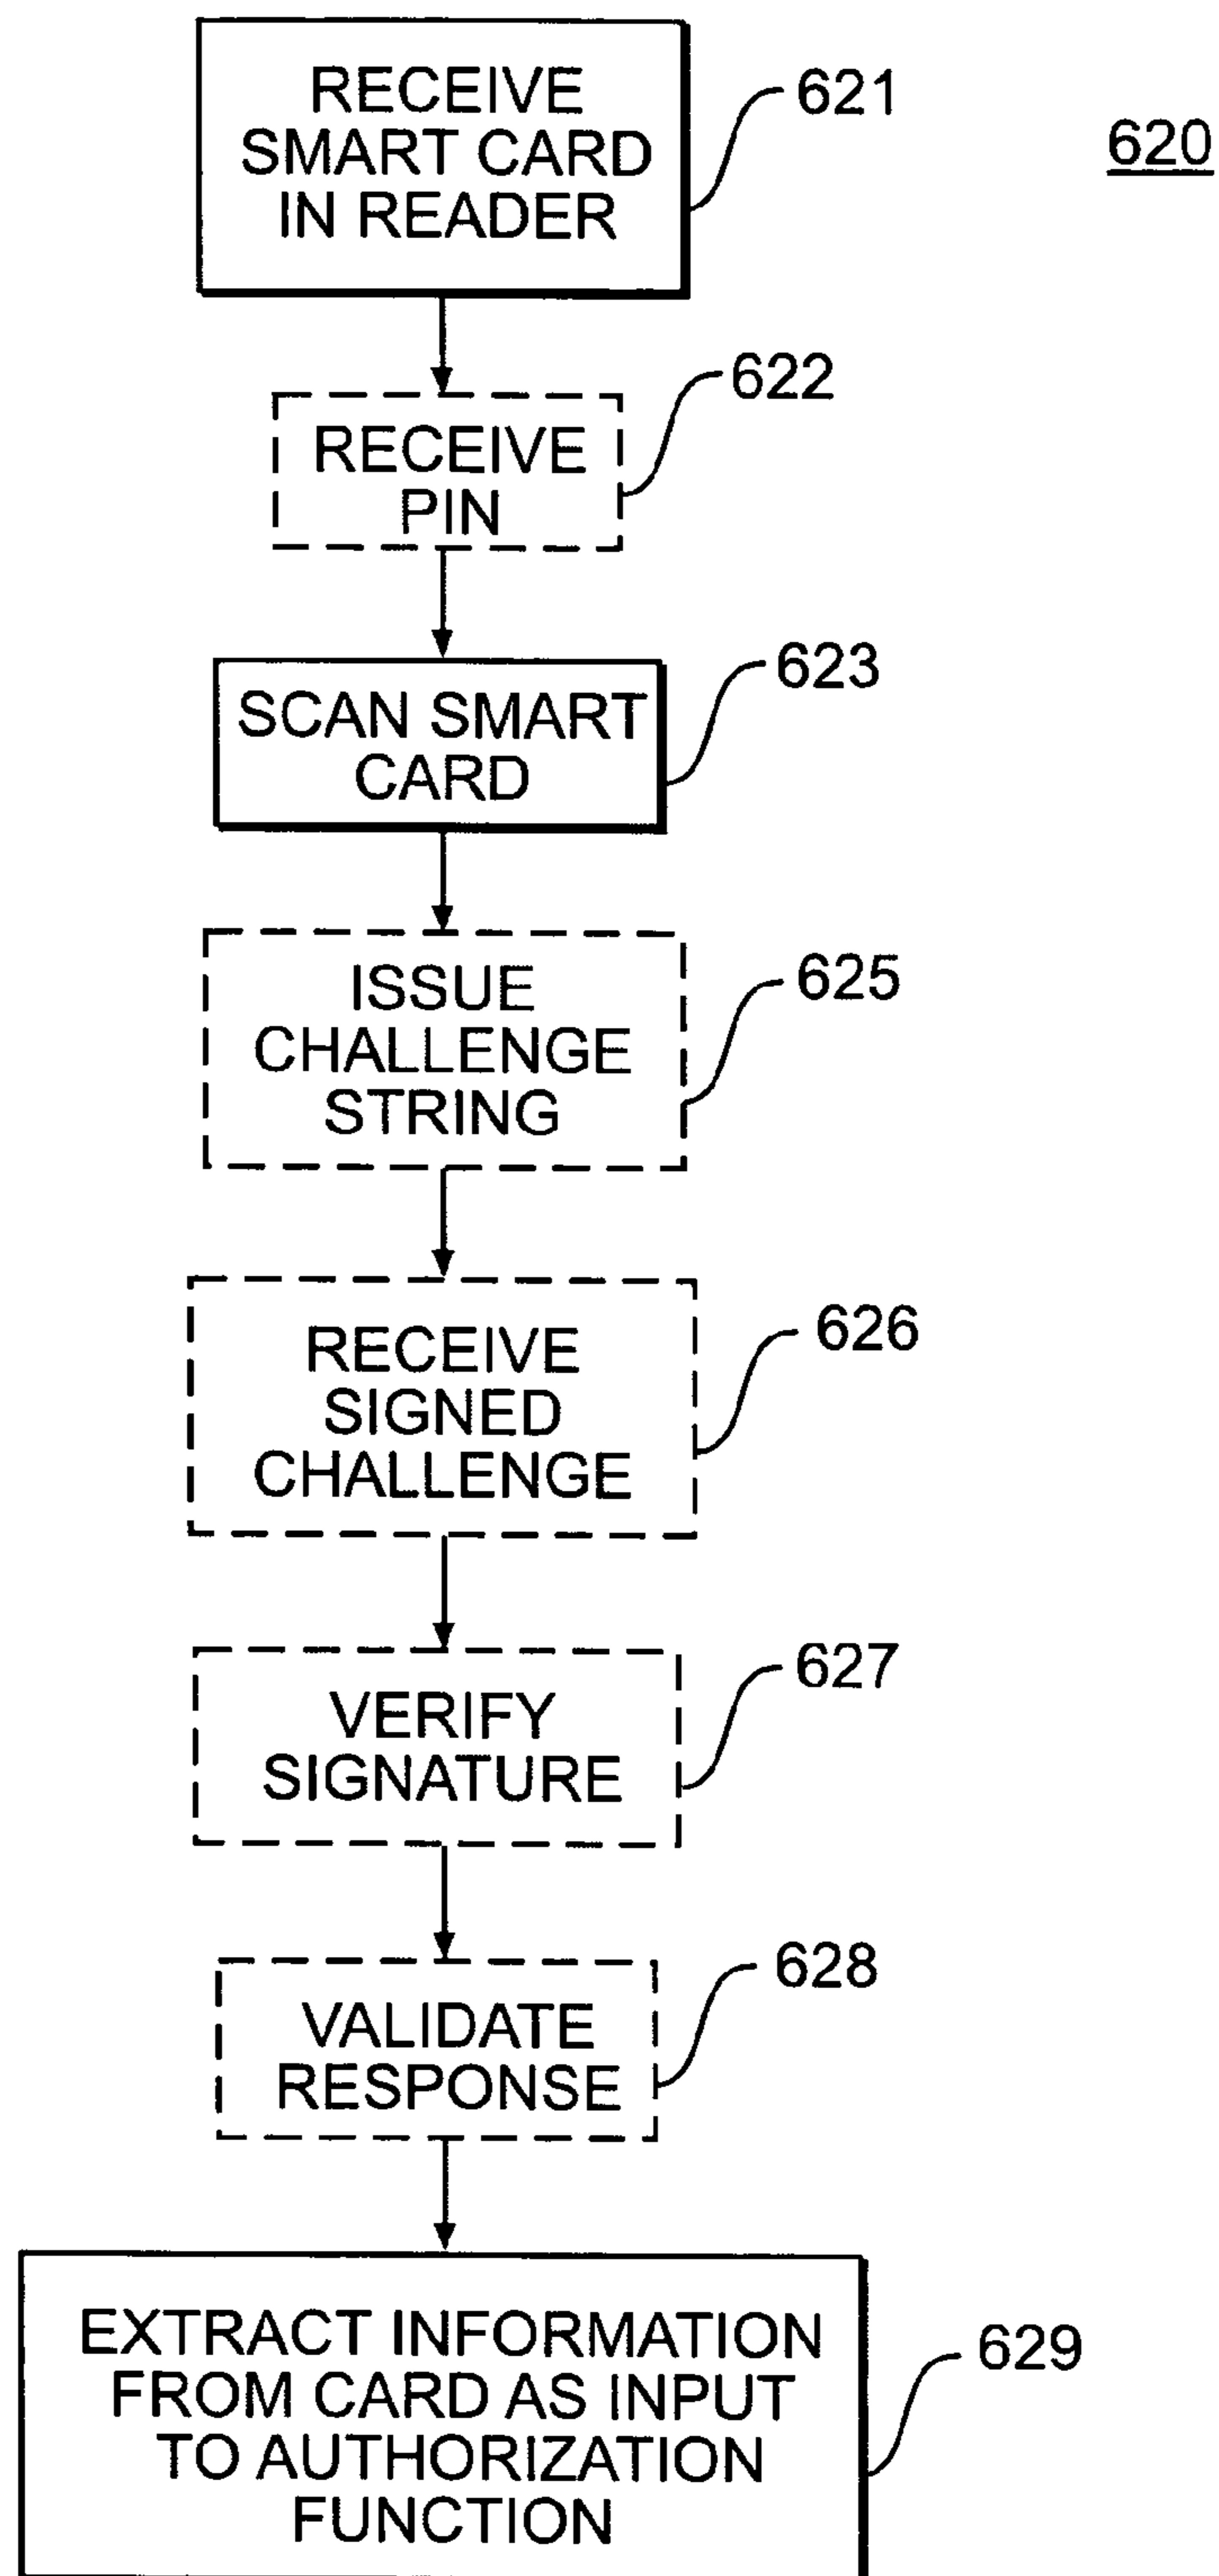 RECEIVE
SMART CARD
IN READER
621
620
RECEIVE
PIN
622
SCAN SMART
CARD
623
ISSUE
CHALLENGE
STRING
625
RECEIVE
SIGNED
CHALLENGE
626
VERIFY
SIGNATURE
627
VALIDATE
RESPONSE
628
EXTRACT INFORMATION
FROM CARD AS INPUT
TO AUTHORIZATION
FUNCTION
629